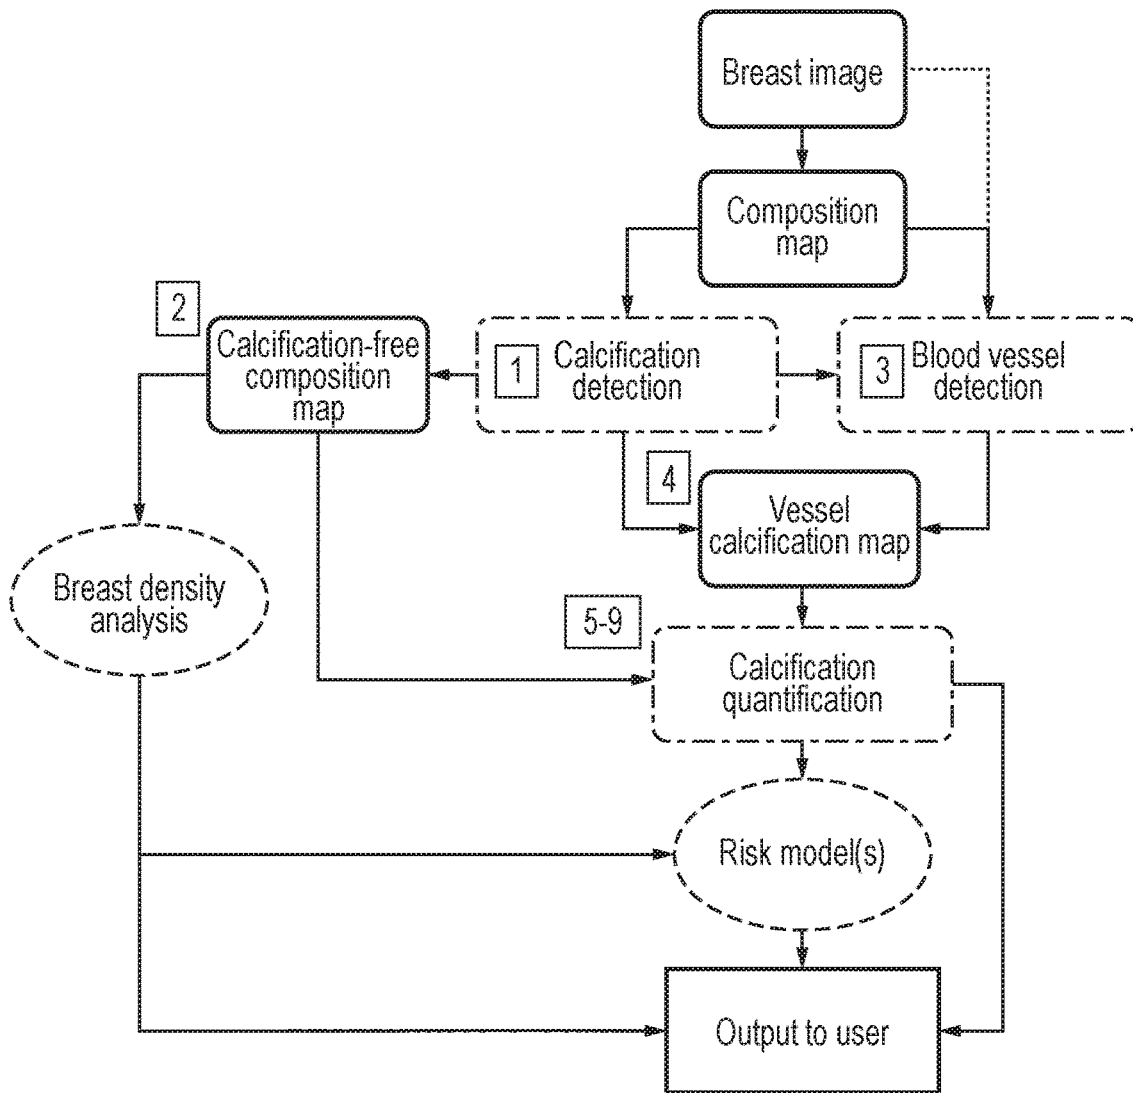 Breast image
Composition
map
2
Calcification-free
composition
map
1
Calcification
detection
3
Blood vessel
detection
4
Vessel
calcification map
Breast density
analysis
5-9
Calcification
quantification
Risk model(s)
Output to user